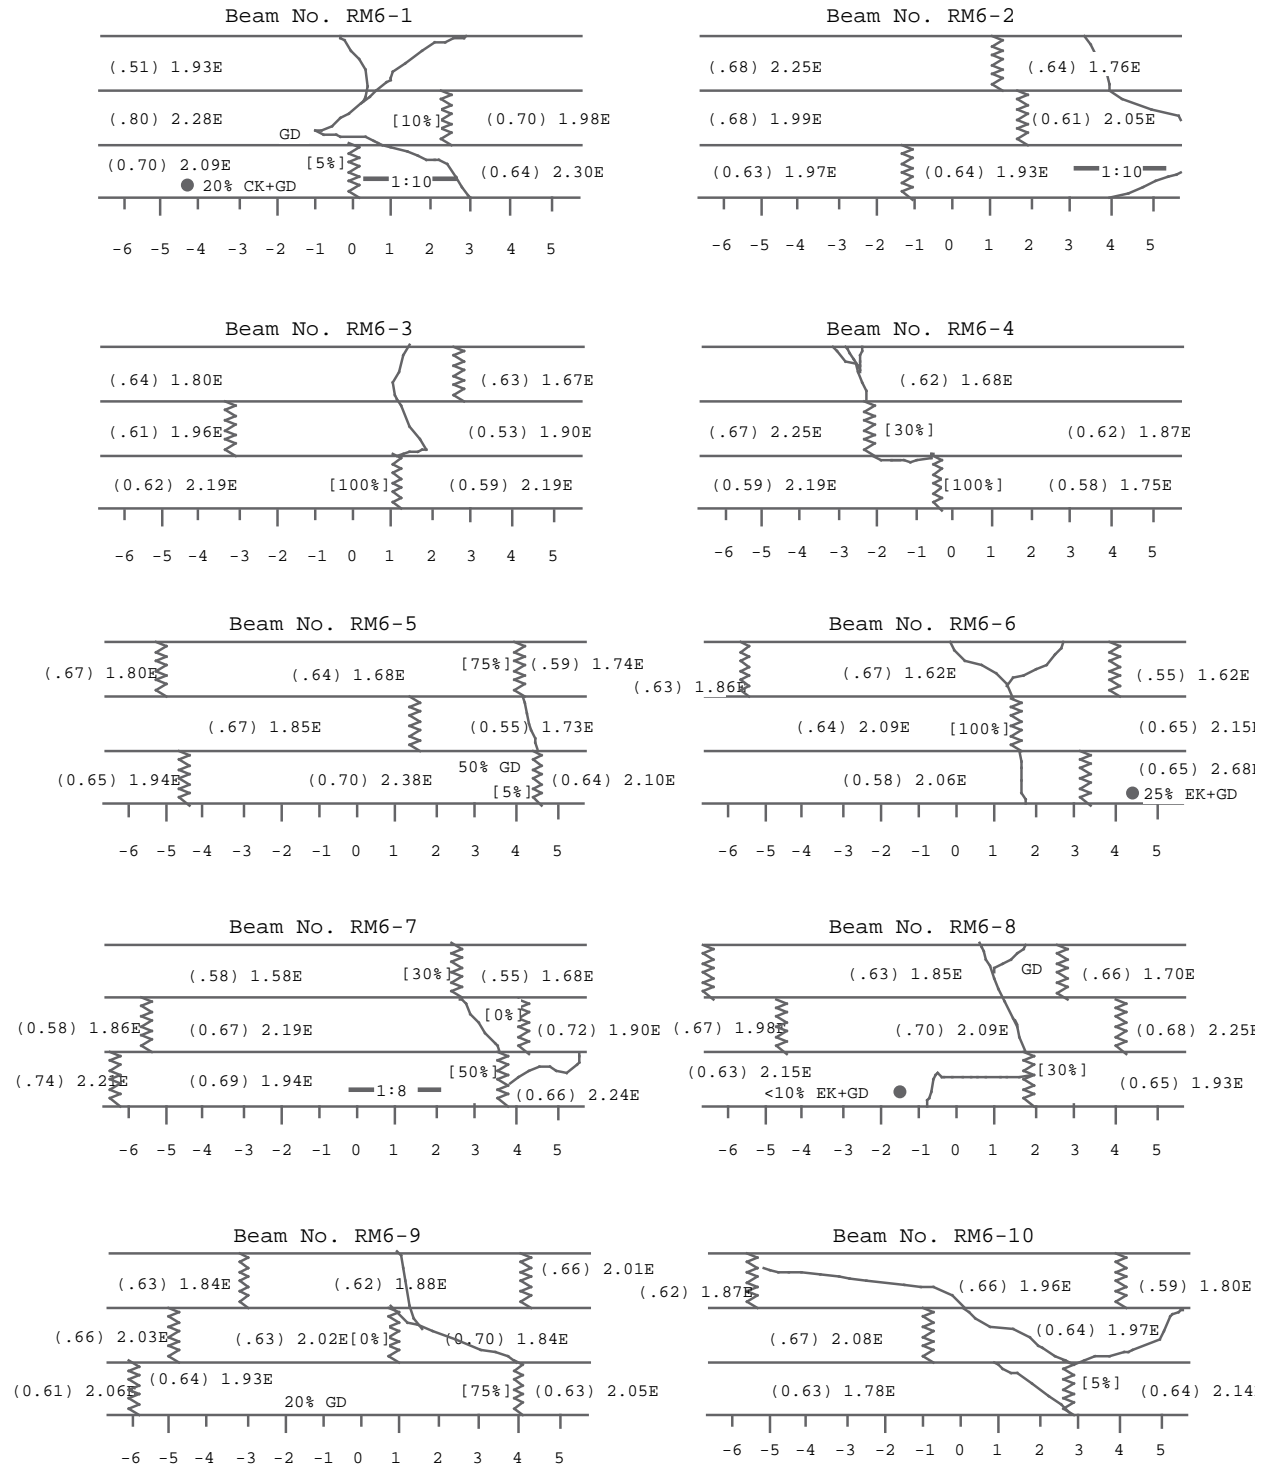 Beam No. RM6-1
(.51) 1.93E
(.80) 2.28E
[10%]
(0.70) 1.98E
GD
(0.70) 2.09E
[5%]
1:10
(0.64) 2.30E
20% CK+GD
-6 -5 -4 -3 -2 -1 0 1 2 3 4 5
Beam No. RM6-2
(.68) 2.25E
(.64) 1.76E
(.68) 1.99E
(0.61) 2.05E
(0.63) 1.97E
(0.64) 1.93E
1:10
-6 -5 -4 -3 -2 -1 0 1 2 3 4 5
Beam No. RM6-3
(.64) 1.80E
(.63) 1.67E
(.61) 1.96E
(0.53) 1.90E
(0.62) 2.19E
[100%]
(0.59) 2.19E
-6 -5 -4 -3 -2 -1 0 1 2 3 4 5
Beam No. RM6-4
(.62) 1.68E
(.67) 2.25E
[30%]
(0.62) 1.87E
(0.59) 2.19E
[100%]
(0.58) 1.75E
-6 -5 -4 -3 -2 -1 0 1 2 3 4 5
Beam No. RM6-5
(.67) 1.80E
(.64) 1.68E
[75%]
(.59) 1.74E
(.67) 1.85E
(0.55) 1.73E
(0.65) 1.94E
(0.70) 2.38E
50% GD
[5%]
(0.64) 2.10E
-6 -5 -4 -3 -2 -1 0 1 2 3 4 5
Beam No. RM6-6
(.63) 1.86E
(.67) 1.62E
(.55) 1.62E
(.64) 2.09E
[100%]
(0.65) 2.15E
(0.58) 2.06E
(0.65) 2.68E
25% EK+GD
-6 -5 -4 -3 -2 -1 0 1 2 3 4 5
Beam No. RM6-7
(.58) 1.58E
[30%]
(.55) 1.68E
(0.58) 1.86E
(0.67) 2.19E
[0%]
(0.72) 1.90E
(.74) 2.21E
(0.69) 1.94E
1:8
[50%]
(0.66) 2.24E
-6 -5 -4 -3 -2 -1 0 1 2 3 4 5
Beam No. RM6-8
(.63) 1.85E
GD
(.66) 1.70E
(.67) 1.98E
(.70) 2.09E
(0.68) 2.25E
(0.63) 2.15E
<10% EK+GD
[30%]
(0.65) 1.93E
-6 -5 -4 -3 -2 -1 0 1 2 3 4 5
Beam No. RM6-9
(.63) 1.84E
(.62) 1.88E
(.66) 2.01E
(.66) 2.03E
(.63) 2.02E[0%]
(0.70) 1.84E
(0.61) 2.06E
(0.64) 1.93E
20% GD
[75%]
(0.63) 2.05E
-6 -5 -4 -3 -2 -1 0 1 2 3 4 5
Beam No. RM6-10
(.62) 1.87E
(.66) 1.96E
(.59) 1.80E
(.67) 2.08E
(0.64) 1.97E
(0.63) 1.78E
[5%]
(0.64) 2.14
-6 -5 -4 -3 -2 -1 0 1 2 3 4 5